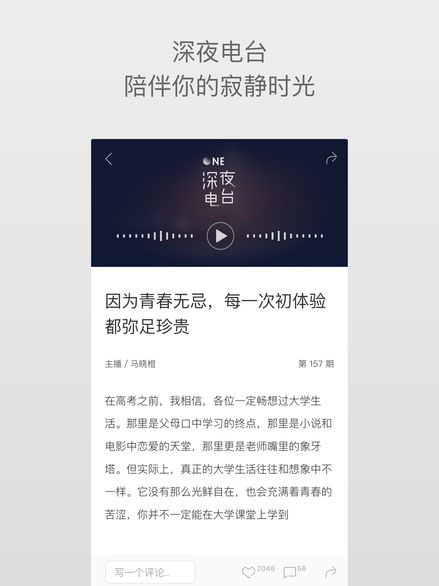 深夜电台
陪伴你的寂静时光
ONE
深夜
电台
因为青春无忌，每一次初体验
都弥足珍贵
主播 / 马晓橙
第 157 期
在高考之前，我相信，各位一定畅想过大学生
活。那里是父母口中学习的终点，那里是小说和
电影中恋爱的天堂，那里更是老师嘴里的象牙
塔。但实际上，真正的大学生活往往和想象中不
一样。它没有那么光鲜自在，也会充满着青春的
苦涩，你并不一定能在大学课堂上学到
写一个评论..
2046
56